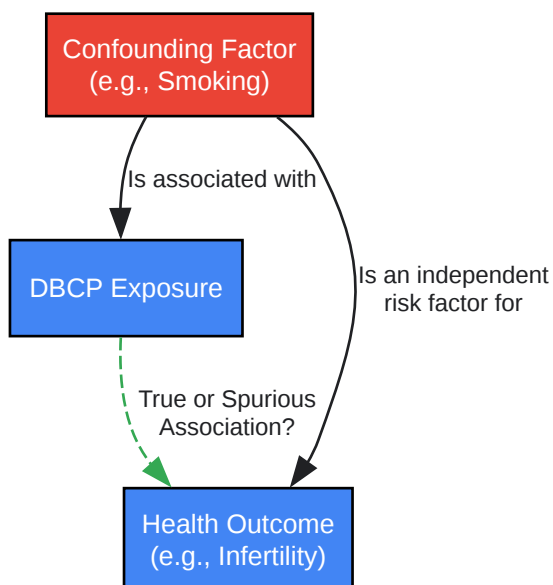 Confounding Factor
(e.g., Smoking)
Is associated with
DBCP Exposure
Is an independent
risk factor for
True or Spurious
Association?
Health Outcome
(e.g., Infertility)